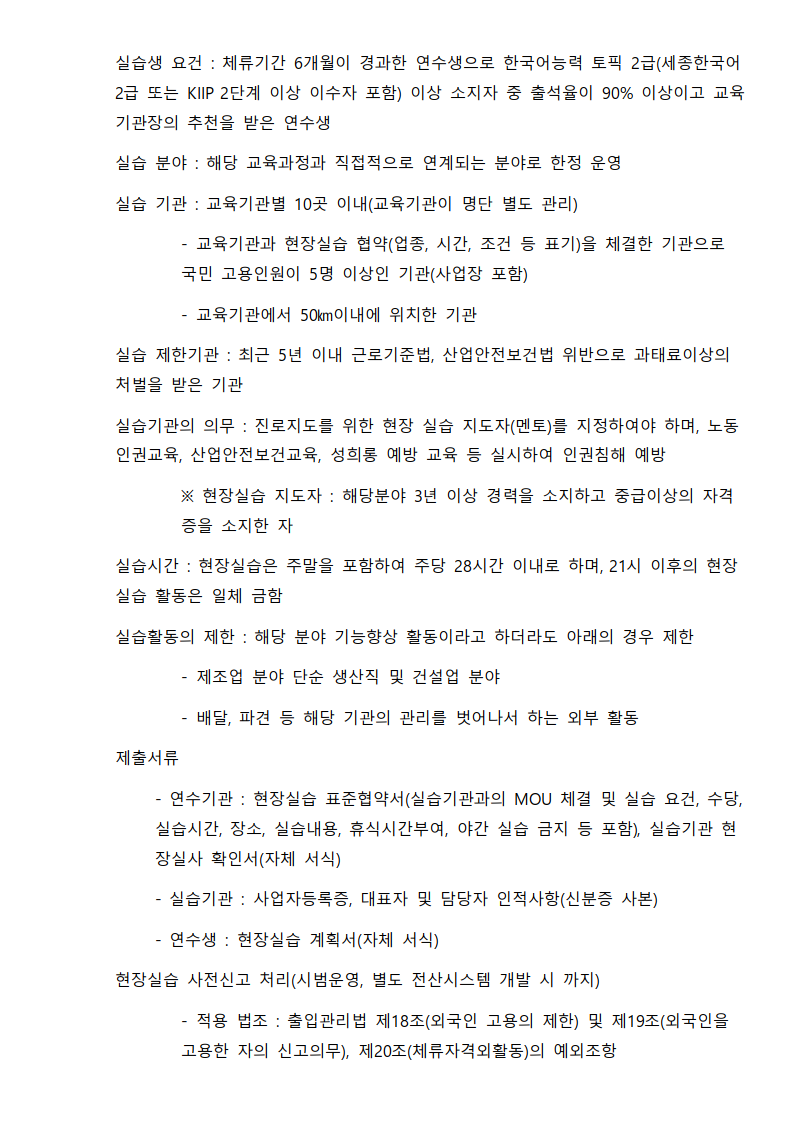 실습생 요건 : 체류기간 6개월이 경과한 연수생으로 한국어능력 토픽 2급(세종한국어
2급 또는 KIIP 2단계 이상 이수자 포함) 이상 소지자 중 출석율이 90% 이상이고 교육
기관장의 추천을 받은 연수생
실습 분야 : 해당 교육과정과 직접적으로 연계되는 분야로 한정 운영
실습 기관 : 교육기관별 10곳 이내(교육기관이 명단 별도 관리)
- 교육기관과 현장실습 협약(업종, 시간, 조건 등 표기)을 체결한 기관으로
국민 고용인원이 5명 이상인 기관(사업장 포함)
- 교육기관에서 50㎞이내에 위치한 기관
실습 제한기관 : 최근 5년 이내 근로기준법, 산업안전보건법 위반으로 과태료이상의
처벌을 받은 기관
실습기관의 의무 : 진로지도를 위한 현장 실습 지도자(멘토)를 지정하여야 하며, 노동
인권교육, 산업안전보건교육, 성희롱 예방 교육 등 실시하여 인권침해 예방
※ 현장실습 지도자 : 해당분야 3년 이상 경력을 소지하고 중급이상의 자격
증을 소지한 자
실습시간 : 현장실습은 주말을 포함하여 주당 28시간 이내로 하며, 21시 이후의 현장
실습 활동은 일체 금함
실습활동의 제한 : 해당 분야 기능향상 활동이라고 하더라도 아래의 경우 제한
- 제조업 분야 단순 생산직 및 건설업 분야
- 배달, 파견 등 해당 기관의 관리를 벗어나서 하는 외부 활동
제출서류
- 연수기관 : 현장실습 표준협약서(실습기관과의 MOU 체결 및 실습 요건, 수당,
실습시간, 장소, 실습내용, 휴식시간부여, 야간 실습 금지 등 포함), 실습기관 현
장실사 확인서(자체 서식)
- 실습기관 : 사업자등록증, 대표자 및 담당자 인적사항(신분증 사본)
- 연수생 : 현장실습 계획서(자체 서식)
현장실습 사전신고 처리(시범운영, 별도 전산시스템 개발 시 까지)
- 적용 법조 : 출입관리법 제18조(외국인 고용의 제한) 및 제19조(외국인을
고용한 자의 신고의무), 제20조(체류자격외활동)의 예외조항